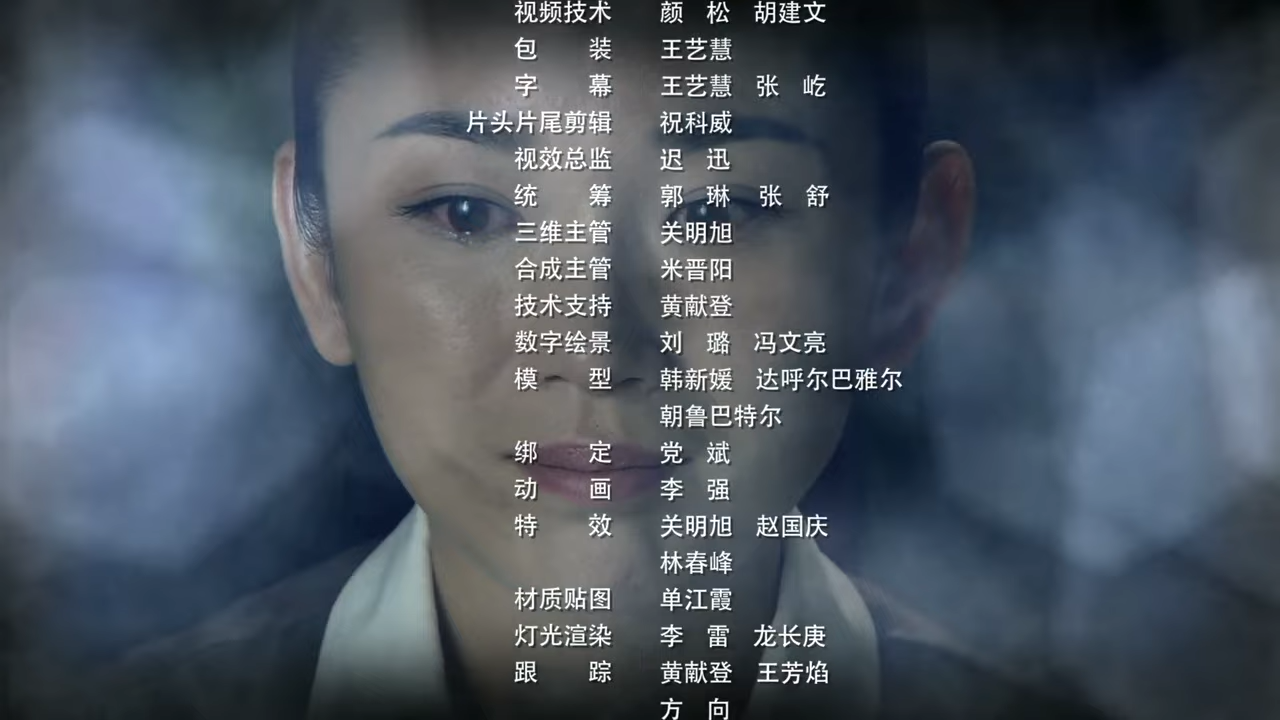 视频技术 颜松 胡建文
包装 王艺慧
字幕 王艺慧 张屹
片头片尾剪辑 祝科威
视效总监 迟迅
统筹 郭琳 张舒
三维主管 关明旭
合成主管 米晋阳
技术支持 黄献登
数字绘景 刘璐 冯文亮
模型 韩新媛 达呼尔巴雅尔
朝鲁巴特尔
绑定 党斌
动画 李强
特效 关明旭 赵国庆
林春峰
材质贴图 单江霞
灯光渲染 李雷 龙长庚
跟踪 黄献登 王芳焰
方向